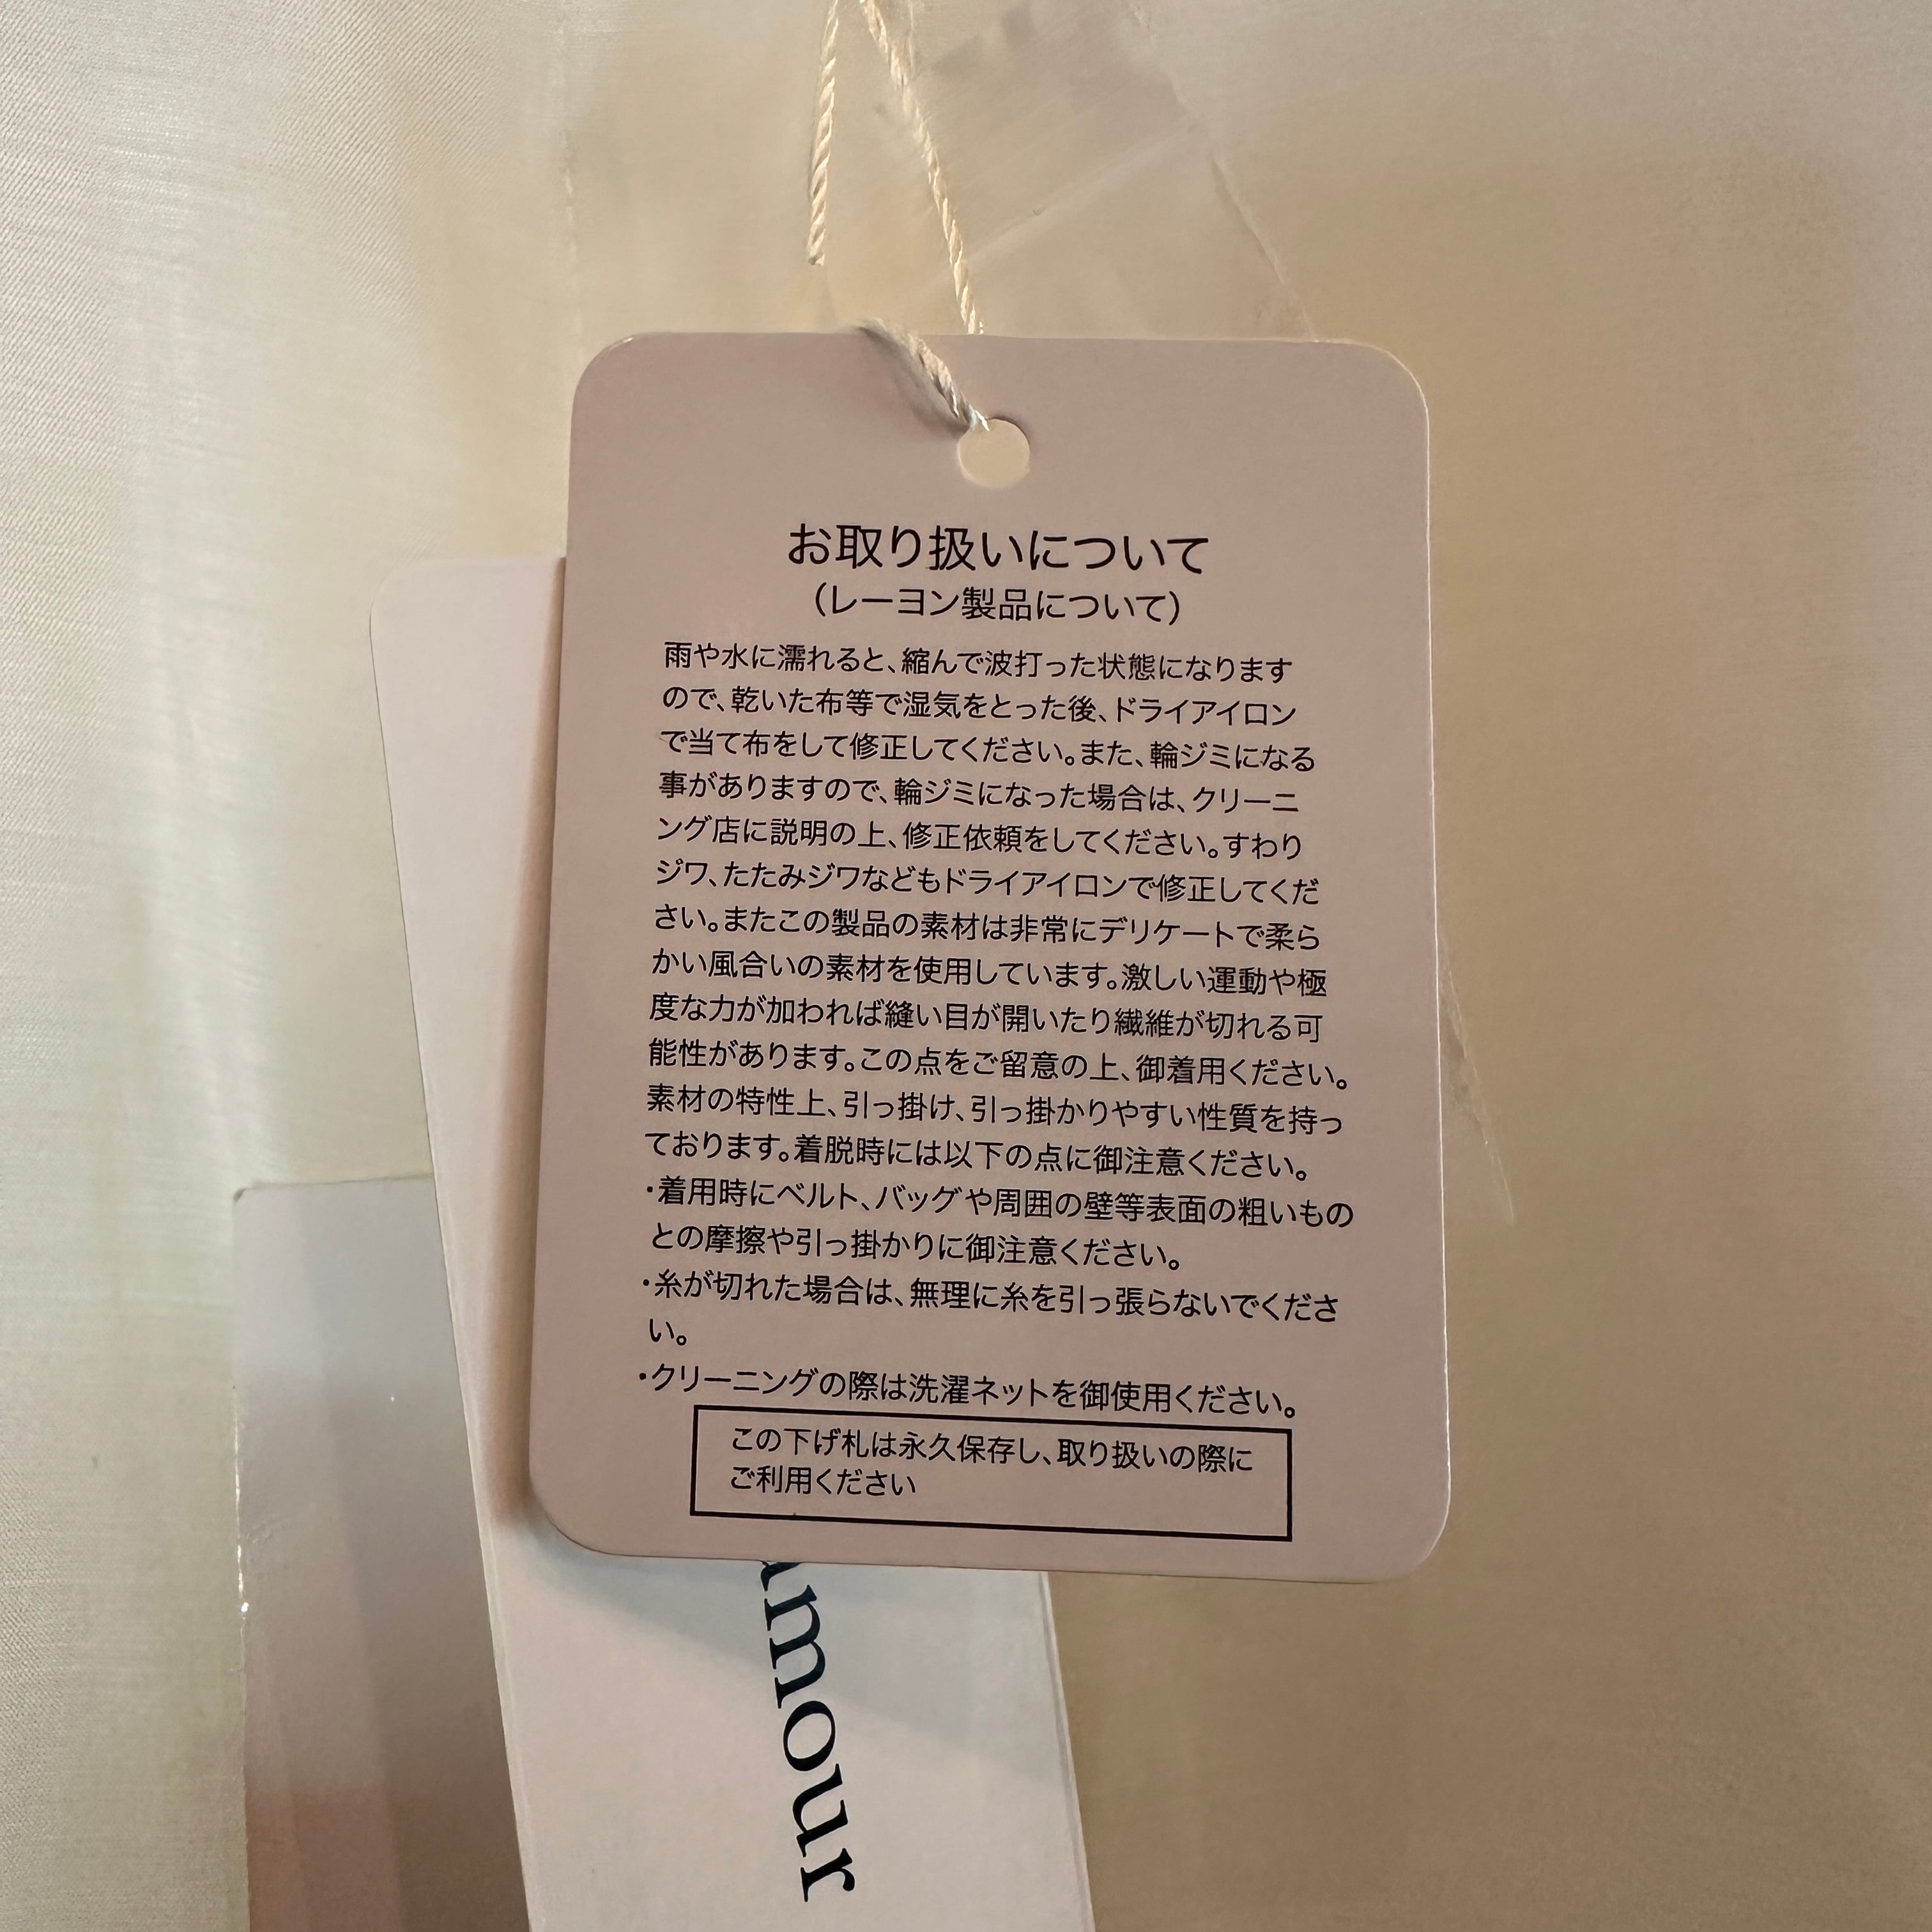 お取り扱いについて
（レーヨン製品について）
雨や水に濡れると、縮んで波打った状態になります
ので、乾いた布等で湿気をとった後、ドライアイロン
で当て布をして修正してください。また、輪ジミになる
事がありますので、輪ジミになった場合は、クリーニ
ング店に説明の上、修正依頼をしてください。すわり
ジワ、たたみジワなどもドライアイロンで修正してくだ
さい。またこの製品の素材は非常にデリケートで柔ら
かい風合いの素材を使用しています。激しい運動や極
度な力が加われば縫い目が開いたり繊維が切れる可
能性があります。この点をご留意の上、御着用ください。
素材の特性上、引っ掛け、引っ掛かりやすい性質を持っ
ております。着脱時には以下の点に御注意ください。
・着用時にベルト、バッグや周囲の壁等表面の粗いもの
との摩擦や引っ掛かりに御注意ください。
・糸が切れた場合は、無理に糸を引っ張らないでくださ
い。
・クリーニングの際は洗濯ネットを御使用ください。
この下げ札は永久保存し、取り扱いの際に
ご利用ください
mour